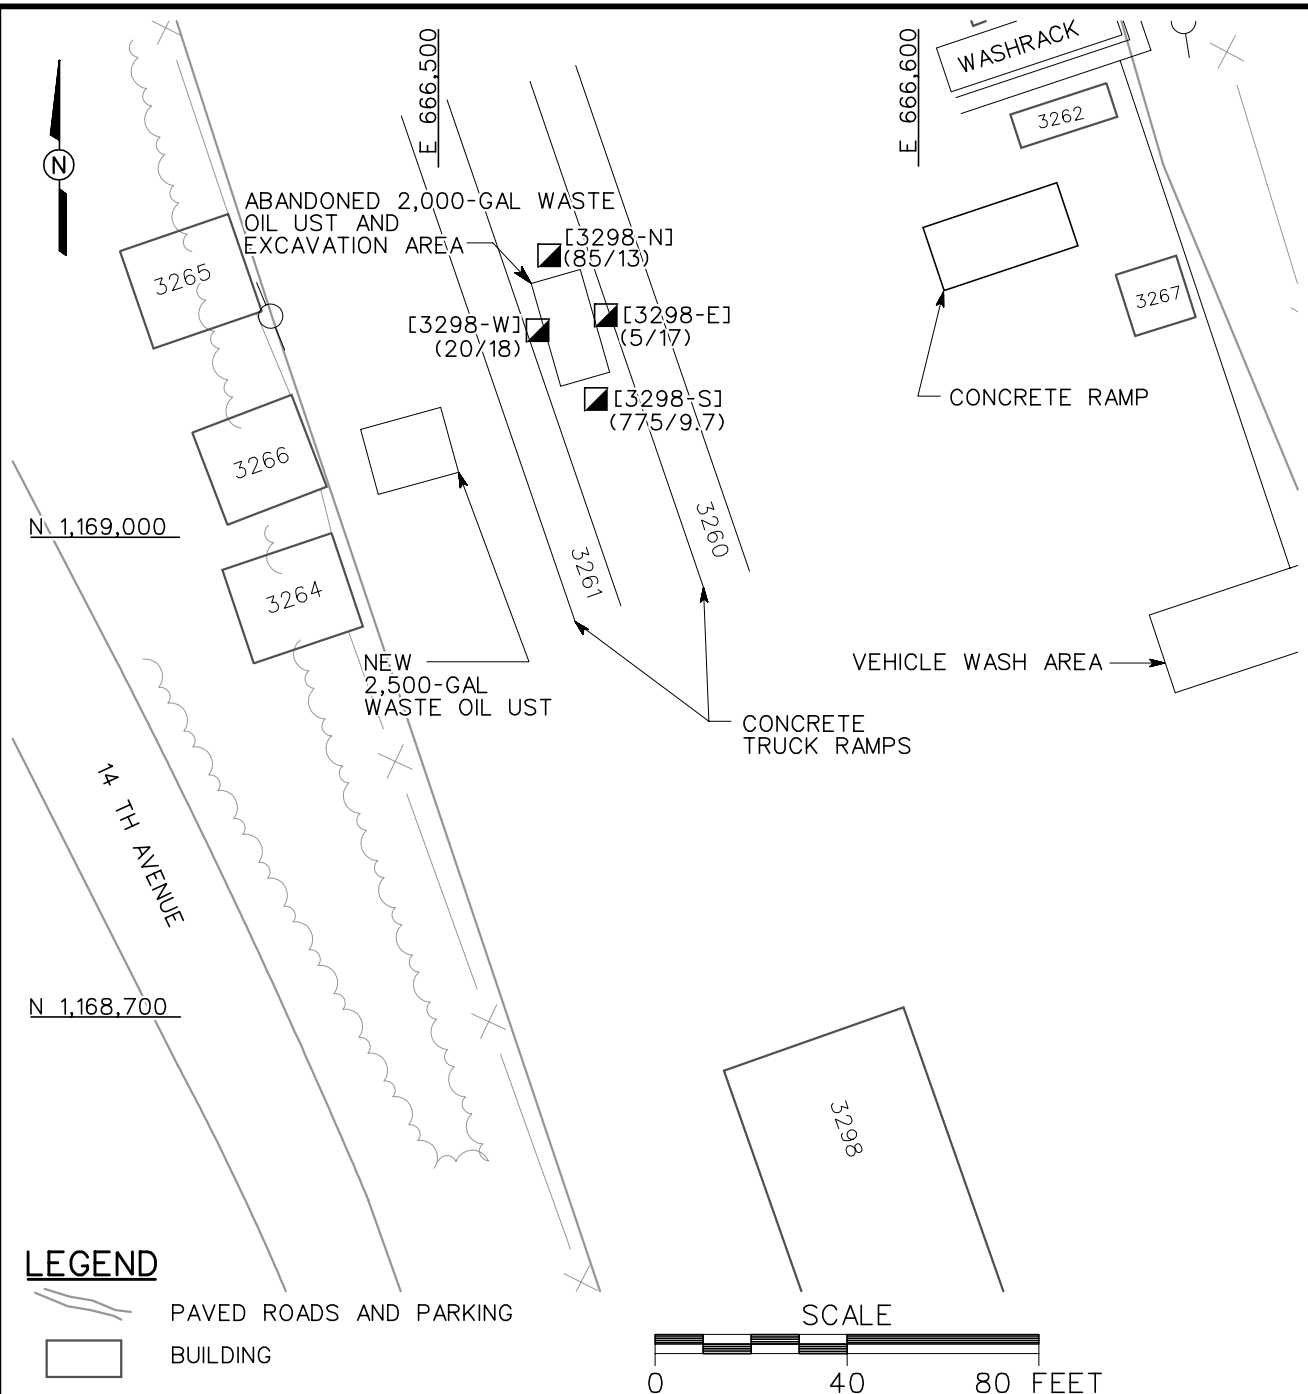 E 666,500
E 666,600
WASHRACK
3262
N
ABANDONED 2,000-GAL WASTE
OIL UST AND
EXCAVATION AREA
[3298-N]
(85/13)
3265
3267
[3298-W]
(20/18)
[3298-E]
(5/17)
[3298-S]
(775/9.7)
CONCRETE RAMP
3266
N 1,169,000
3260
3261
3264
NEW
2,500-GAL
WASTE OIL UST
VEHICLE WASH AREA
CONCRETE
TRUCK RAMPS
14 TH AVENUE
N 1,168,700
3298
LEGEND
PAVED ROADS AND PARKING
BUILDING
SCALE
0 40 80 FEET